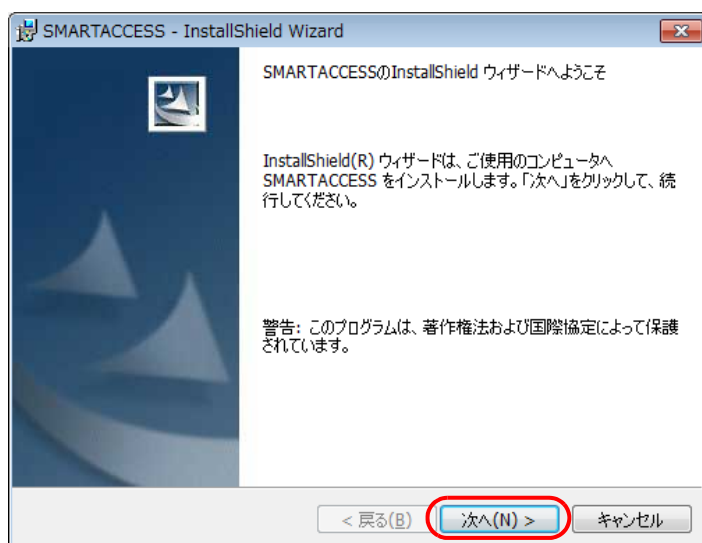 SMARTACCESS - InstallShield Wizard
SMARTACCESSのInstallShield ウィザードへようこそ
InstallShield(R) ウィザードは、ご使用のコンピュータへ
SMARTACCESS をインストールします。「次へ」をクリックして、続
行してください。
警告: このプログラムは、著作権法および国際協定によって保護
されています。
< 戻る(B)
次へ(N) >
キャンセル